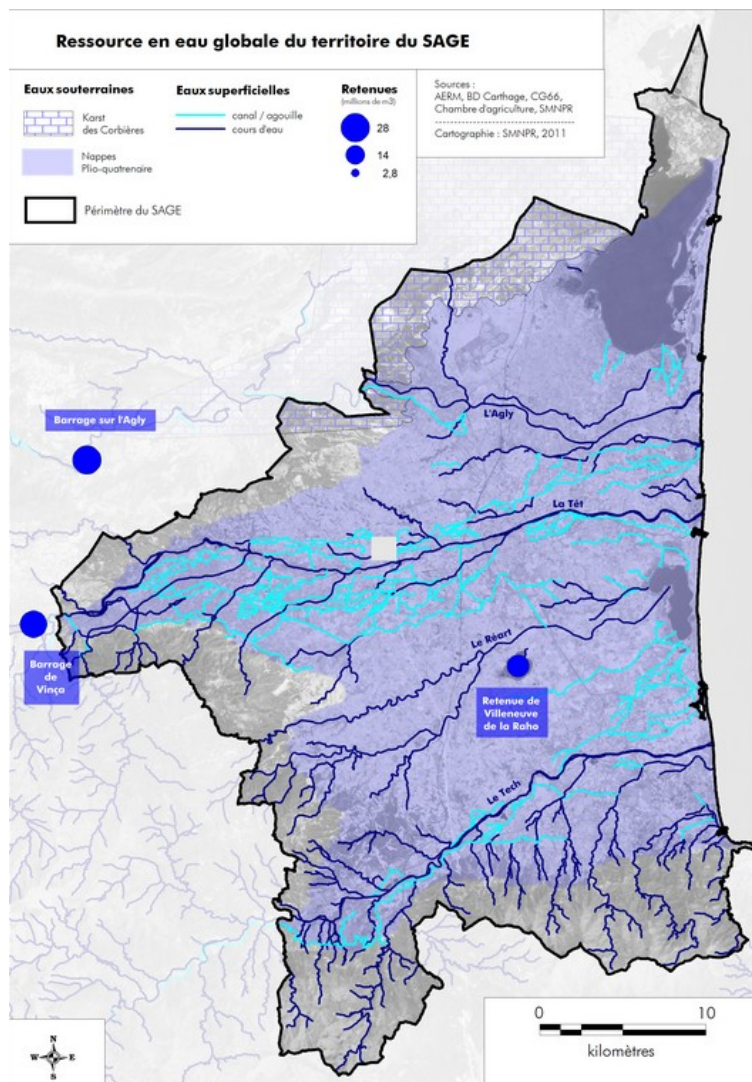 Ressource en eau globale du territoire du SAGE
Eaux souterraines
Karst
des Corbières
Nappes
Plio-quatrenaire
Périmètre du SAGE
Eaux superficielles
canal / agouille
cours d'eau
Retenues
(millions de m3)
28
14
2,8
Sources :
AERM, BD Carthage, CG66,
Chambre d'agriculture, SMNPR
Cartographie : SMNPR, 2011
Barrage sur l'Agly
L'Agly
La Têt
Barrage
de
Vinça
Le Réart
Retenue de
Villeneuve
de la Raho
Le Tech
N
W E
S
0 10
kilomètres